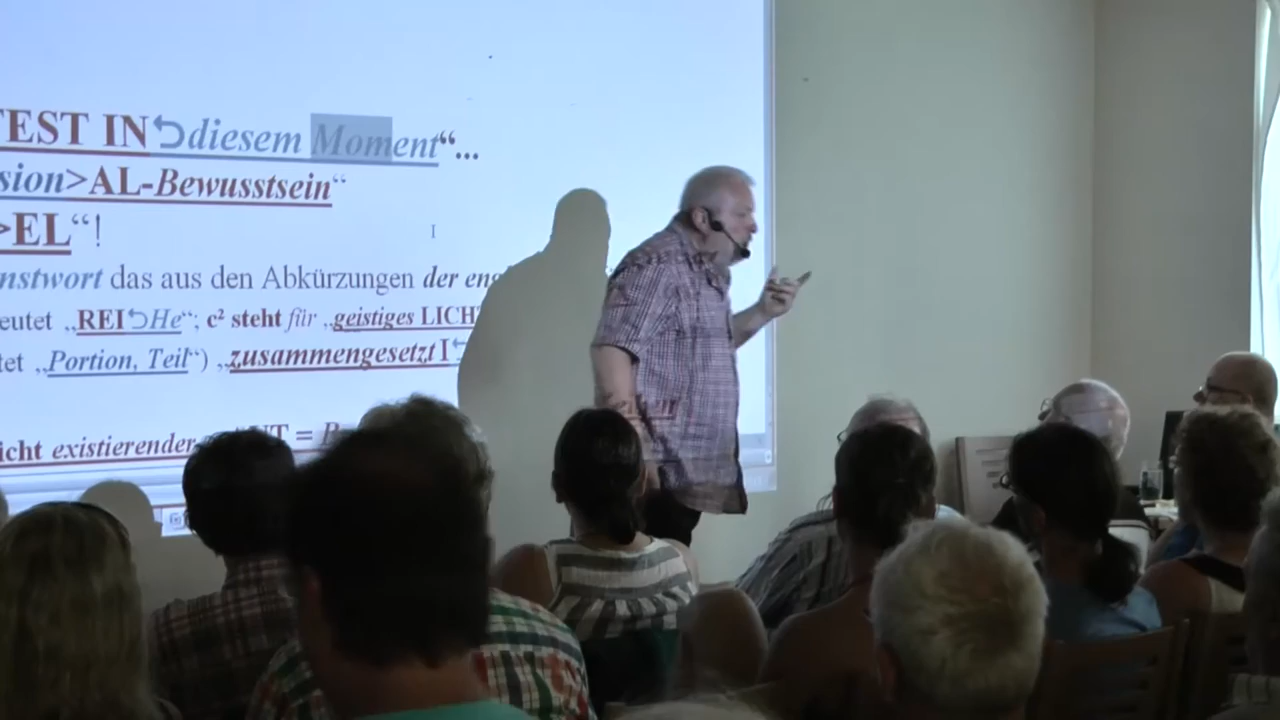 TEST IN⮌diesem Moment“...
sion>AL-Bewusstsein“
>EL“!
nstwort das aus den Abkürzungen der eng
eutet „REI⮌He“; c² steht für „geistiges LICHT
tet „Portion, Teil“) „zusammengesetzt I
icht existierender = P